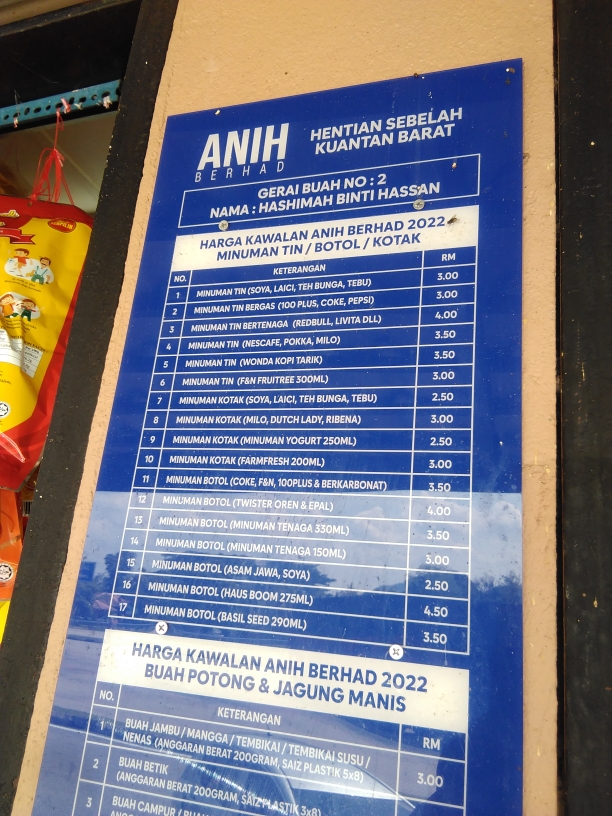 ANIH
BERHAD
HENTIAN SEBELAH
KUANTAN BARAT
GERAI BUAH NO : 2
NAMA : HASHIMAH BINTI HASSAN
HARGA KAWALAN ANIH BERHAD 2022
MINUMAN TIN / BOTOL / KOTAK
NO. KETERANGAN RM
1 MINUMAN TIN (SOYA, LAICI, TEH BUNGA, TEBU) 3.00
2 MINUMAN TIN BERGAS (100 PLUS, COKE, PEPSI) 3.00
3 MINUMAN TIN BERTENAGA (REDBULL, LIVITA DLL) 4.00
4 MINUMAN TIN (NESCAFE, POKKA, MILO) 3.50
5 MINUMAN TIN (WONDA KOPI TARIK) 3.50
6 MINUMAN TIN (F&N FRUITREE 300ML) 3.00
7 MINUMAN KOTAK (SOYA, LAICI, TEH BUNGA, TEBU) 2.50
8 MINUMAN KOTAK (MILO, DUTCH LADY, RIBENA) 3.00
9 MINUMAN KOTAK (MINUMAN YOGURT 250ML) 2.50
10 MINUMAN KOTAK (FARMFRESH 200ML) 3.00
11 MINUMAN BOTOL (COKE, F&N, 100PLUS & BERKARBONAT) 3.50
12 MINUMAN BOTOL (TWISTER OREN & EPAL) 4.00
13 MINUMAN BOTOL (MINUMAN TENAGA 330ML) 3.50
14 MINUMAN BOTOL (MINUMAN TENAGA 150ML) 3.00
15 MINUMAN BOTOL (ASAM JAWA, SOYA) 2.50
16 MINUMAN BOTOL (HAUS BOOM 275ML) 4.50
17 MINUMAN BOTOL (BASIL SEED 290ML) 3.50
HARGA KAWALAN ANIH BERHAD 2022
BUAH POTONG & JAGUNG MANIS
NO. KETERANGAN RM
1 BUAH JAMBU / MANGGA / TEMBIKAI / TEMBIKAI SUSU /
NENAS (ANGGARAN BERAT 200GRAM, SAIZ PLASTIK 5x8) 3.00
2 BUAH BETIK
(ANGGARAN BERAT 200GRAM, SAIZ PLASTIK 3x8)
3 BUAH CAMPUR /